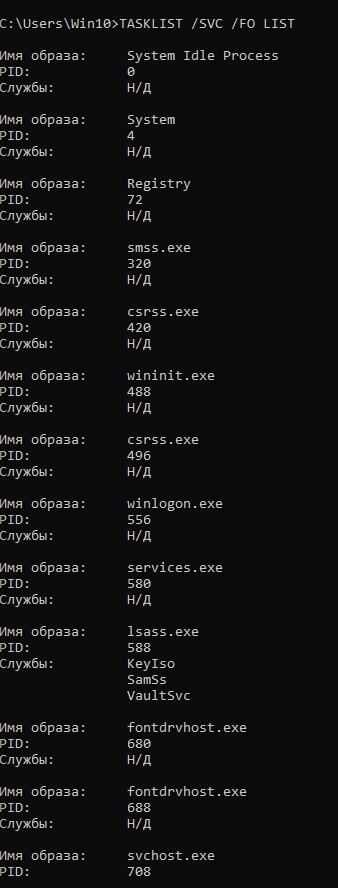 C:\Users\Win10>TASKLIST /SVC /FO LIST
Имя образа: System Idle Process
PID: 0
Службы: Н/Д
Имя образа: System
PID: 4
Службы: Н/Д
Имя образа: Registry
PID: 72
Службы: Н/Д
Имя образа: smss.exe
PID: 320
Службы: Н/Д
Имя образа: csrss.exe
PID: 420
Службы: Н/Д
Имя образа: wininit.exe
PID: 488
Службы: Н/Д
Имя образа: csrss.exe
PID: 496
Службы: Н/Д
Имя образа: winlogon.exe
PID: 556
Службы: Н/Д
Имя образа: services.exe
PID: 580
Службы: Н/Д
Имя образа: lsass.exe
PID: 588
Службы: KeyIso
SamSs
VaultSvc
Имя образа: fontdrvhost.exe
PID: 680
Службы: Н/Д
Имя образа: fontdrvhost.exe
PID: 688
Службы: Н/Д
Имя образа: svchost.exe
PID: 708